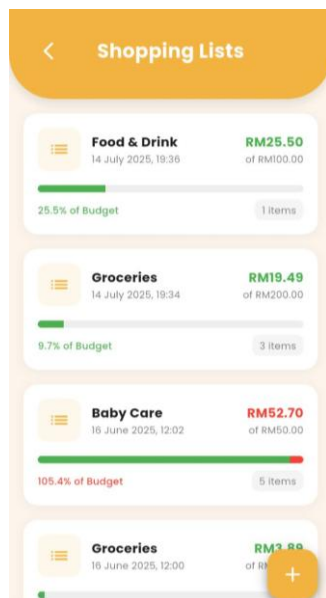 Shopping Lists
Food & Drink RM25.50
14 July 2025, 19:36 of RM100.00
25.5% of Budget 1 items
Groceries RM19.49
14 July 2025, 19:34 of RM200.00
9.7% of Budget 3 items
Baby Care RM52.70
16 June 2025, 12:02 of RM50.00
105.4% of Budget 5 items
Groceries RM3.89
16 June 2025, 12:00 of